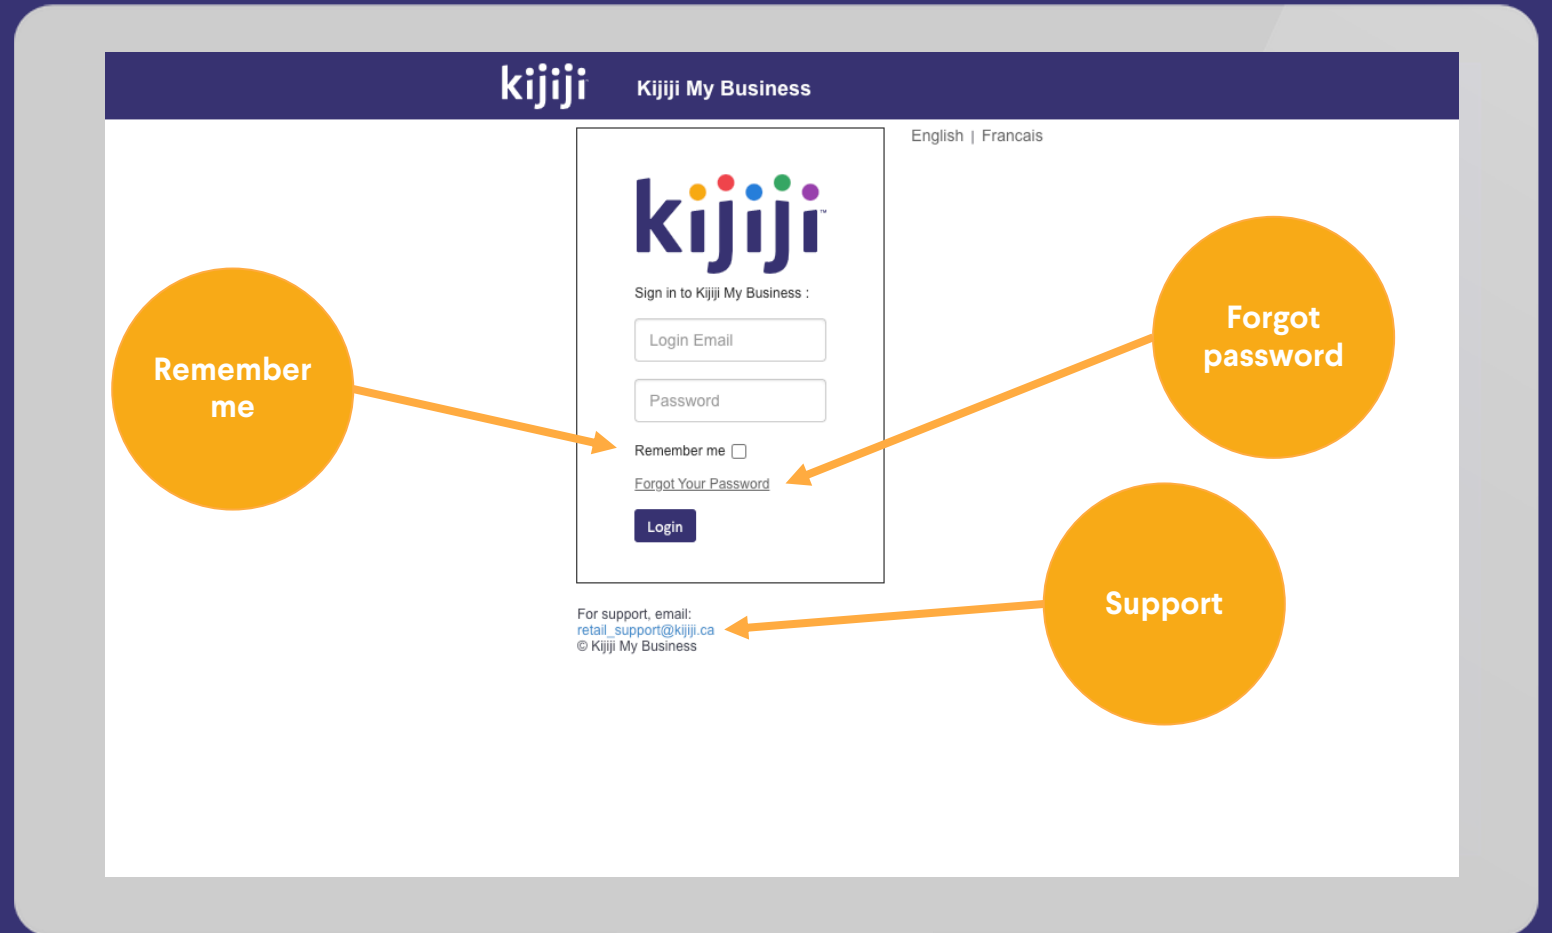 kijiji
Kijiji My Business
English | Francais
kijiji™
Sign in to Kijiji My Business :
Login Email
Password
Remember me
Forgot Your Password
Login
For support, email:
retail_support@kijiji.ca
© Kijiji My Business
Remember
me
Forgot
password
Support